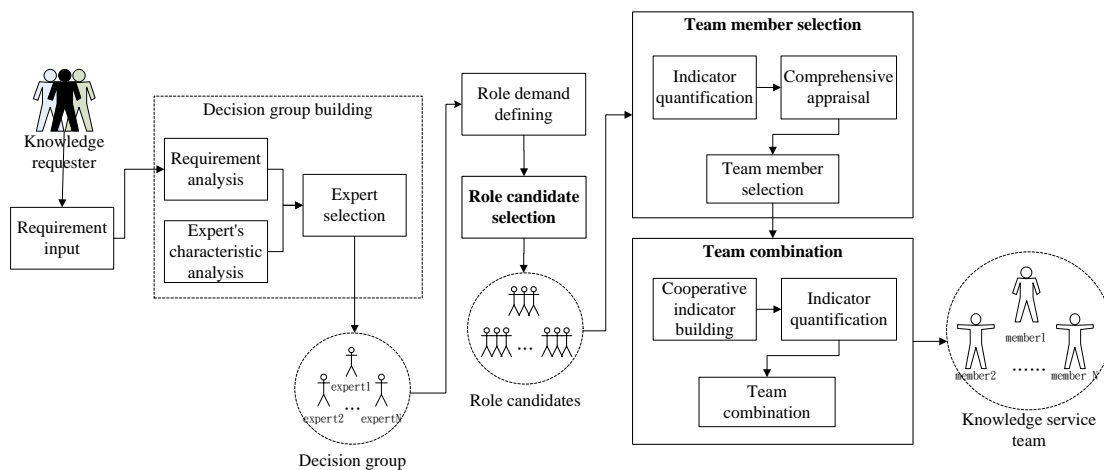 Knowledge
requester
Requirement
input
Decision group building
Requirement
analysis
Expert's
characteristic analysis
Expert
selection
expert1
expert2
...
expertN
Decision group
Role demand
defining
Role candidate
selection
...
Role candidates
Team member selection
Indicator
quantification
Comprehensive
appraisal
Team member
selection
Team combination
Cooperative
indicator
building
Indicator
quantification
Team
combination
member1
member2
......
member N
Knowledge service
team